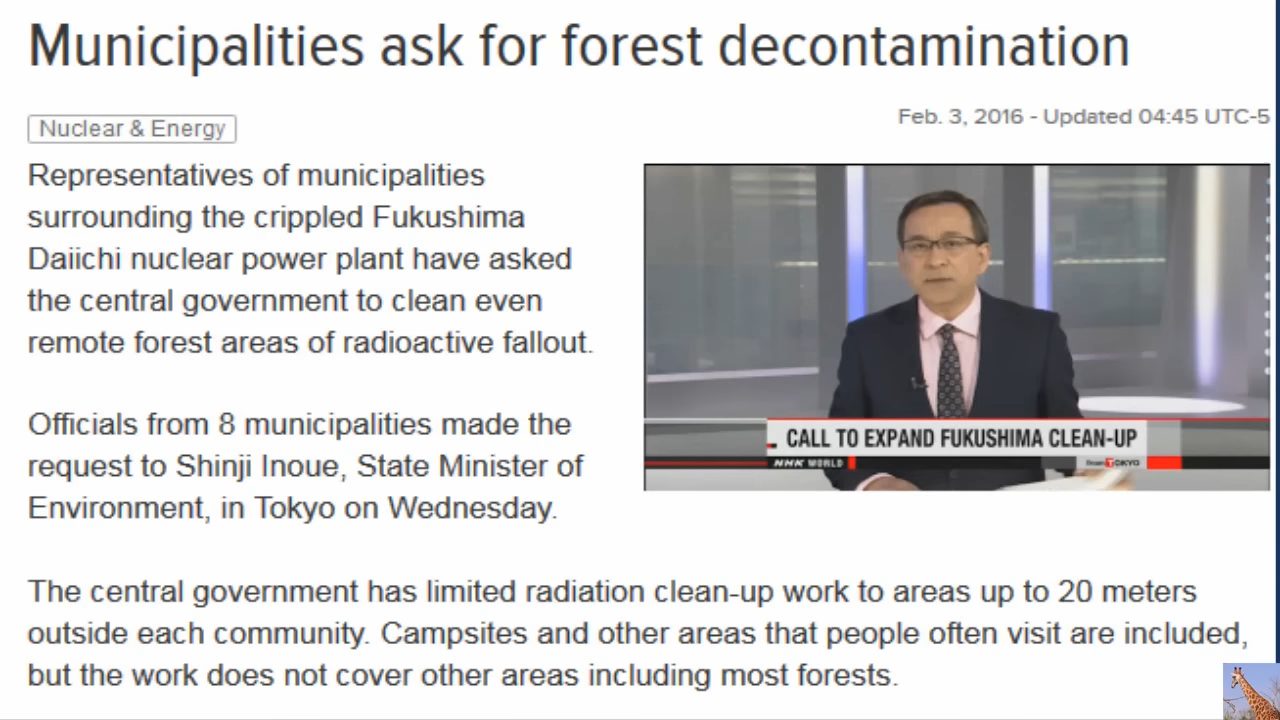 Municipalities ask for forest decontamination
Nuclear & Energy
Feb. 3, 2016 - Updated 04:45 UTC-5
Representatives of municipalities
surrounding the crippled Fukushima
Daiichi nuclear power plant have asked
the central government to clean even
remote forest areas of radioactive fallout.
Officials from 8 municipalities made the
request to Shinji Inoue, State Minister of
Environment, in Tokyo on Wednesday.
CALL TO EXPAND FUKUSHIMA CLEAN-UP
NHK WORLD
from TOKYO
The central government has limited radiation clean-up work to areas up to 20 meters
outside each community. Campsites and other areas that people often visit are included,
but the work does not cover other areas including most forests.